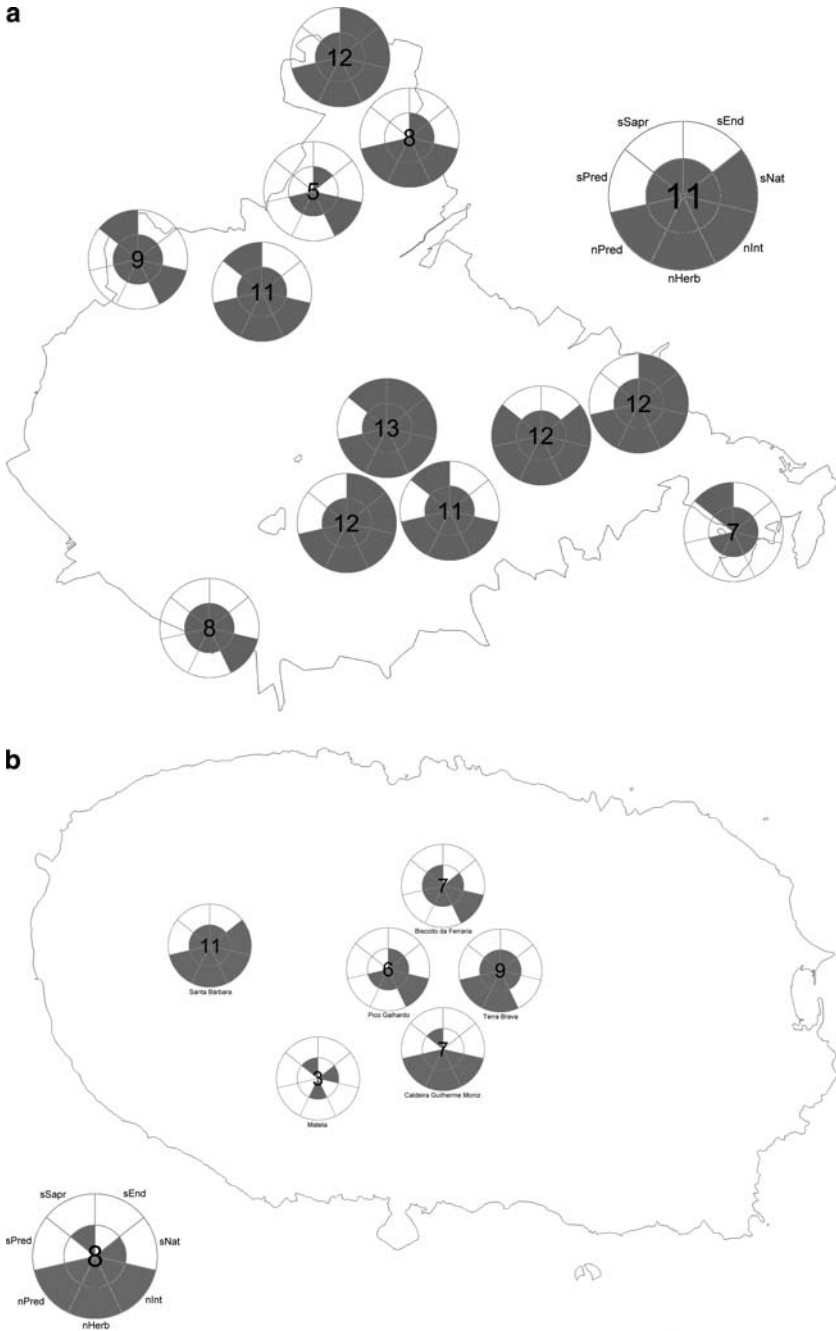 a
12
8
sSapr sEnd
5
sPred 11 sNat
nPred nInt
nHerb
9
11
12
13
12
12
11
7
8
b
7
Biscoito da Ferraria
11
Santa Bárbara
6
Pico Galhardo
9
Terra Brava
7
Caldeira Guilherme Moniz
3
Matela
sSapr sEnd
sPred 8 sNat
nPred nInt
nHerb